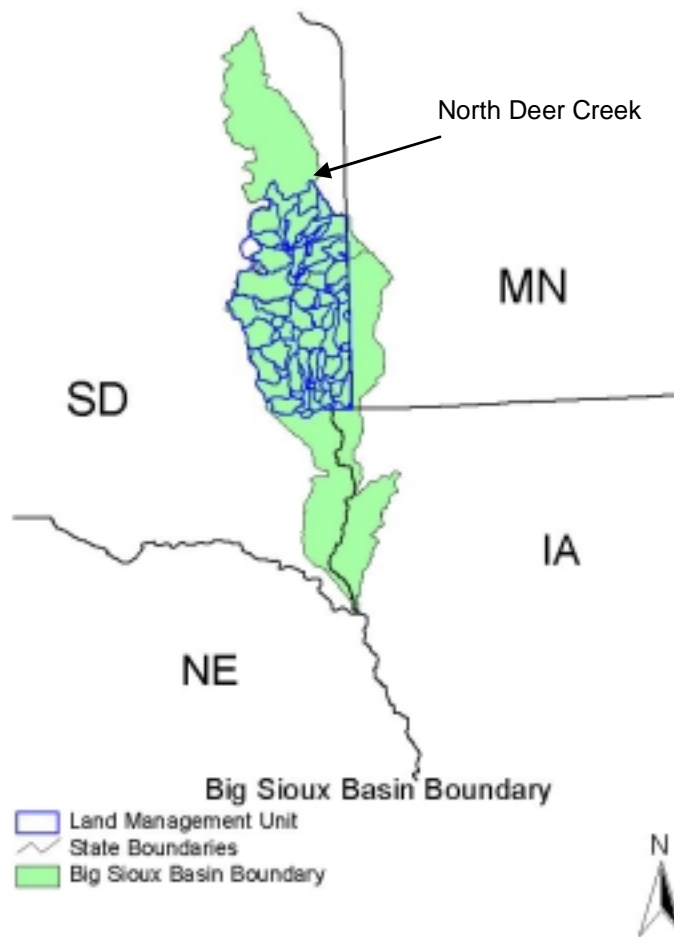 North Deer Creek
MN
SD
IA
NE
Big Sioux Basin Boundary
Land Management Unit
State Boundaries
Big Sioux Basin Boundary
N